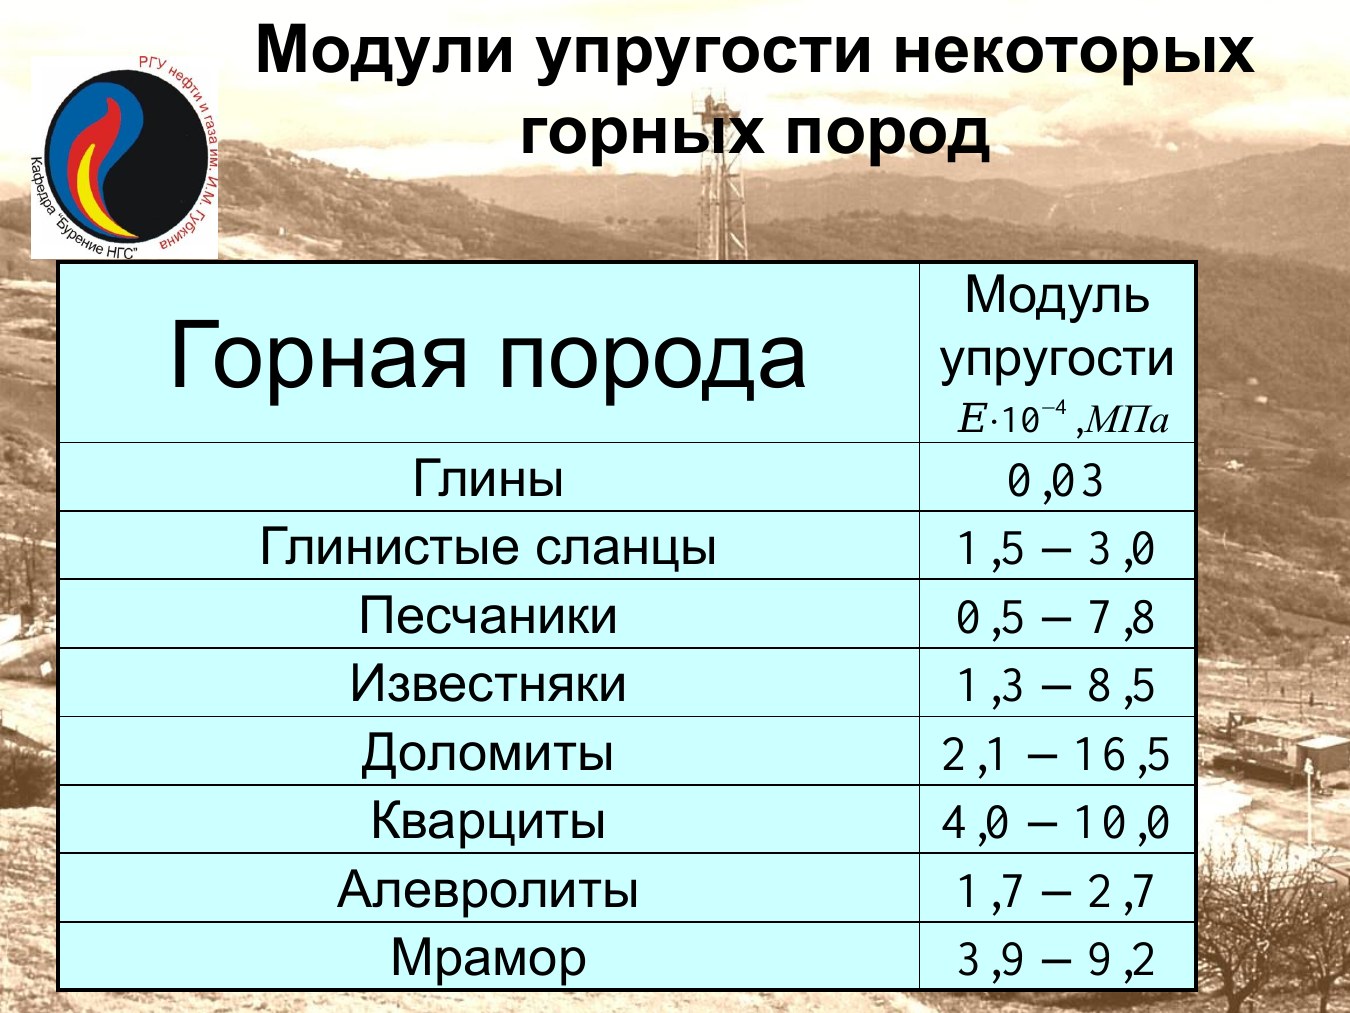 Модули упругости некоторых
горных пород
РГУ нефти и газа им. И.М. Губкина
Кафедра "Бурение НГС"
Горная порода
Модуль
упругости
E·10⁻⁴ ,МПа
Глины
0,03
Глинистые сланцы
1,5 – 3,0
Песчаники
0,5 – 7,8
Известняки
1,3 – 8,5
Доломиты
2,1 – 16,5
Кварциты
4,0 – 10,0
Алевролиты
1,7 – 2,7
Мрамор
3,9 – 9,2